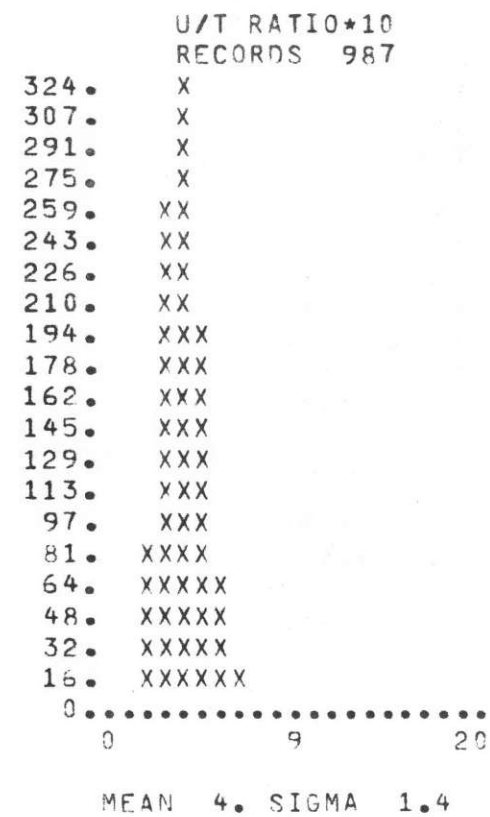 U/T RATIO*10
RECORDS 987
324. X
307. X
291. X
275. X
259. XX
243. XX
226. XX
210. XX
194. XXX
178. XXX
162. XXX
145. XXX
129. XXX
113. XXX
97. XXX
81. XXXX
64. XXXXX
48. XXXXX
32. XXXXX
16. XXXXXX
0......................
0 9 20
MEAN 4. SIGMA 1.4